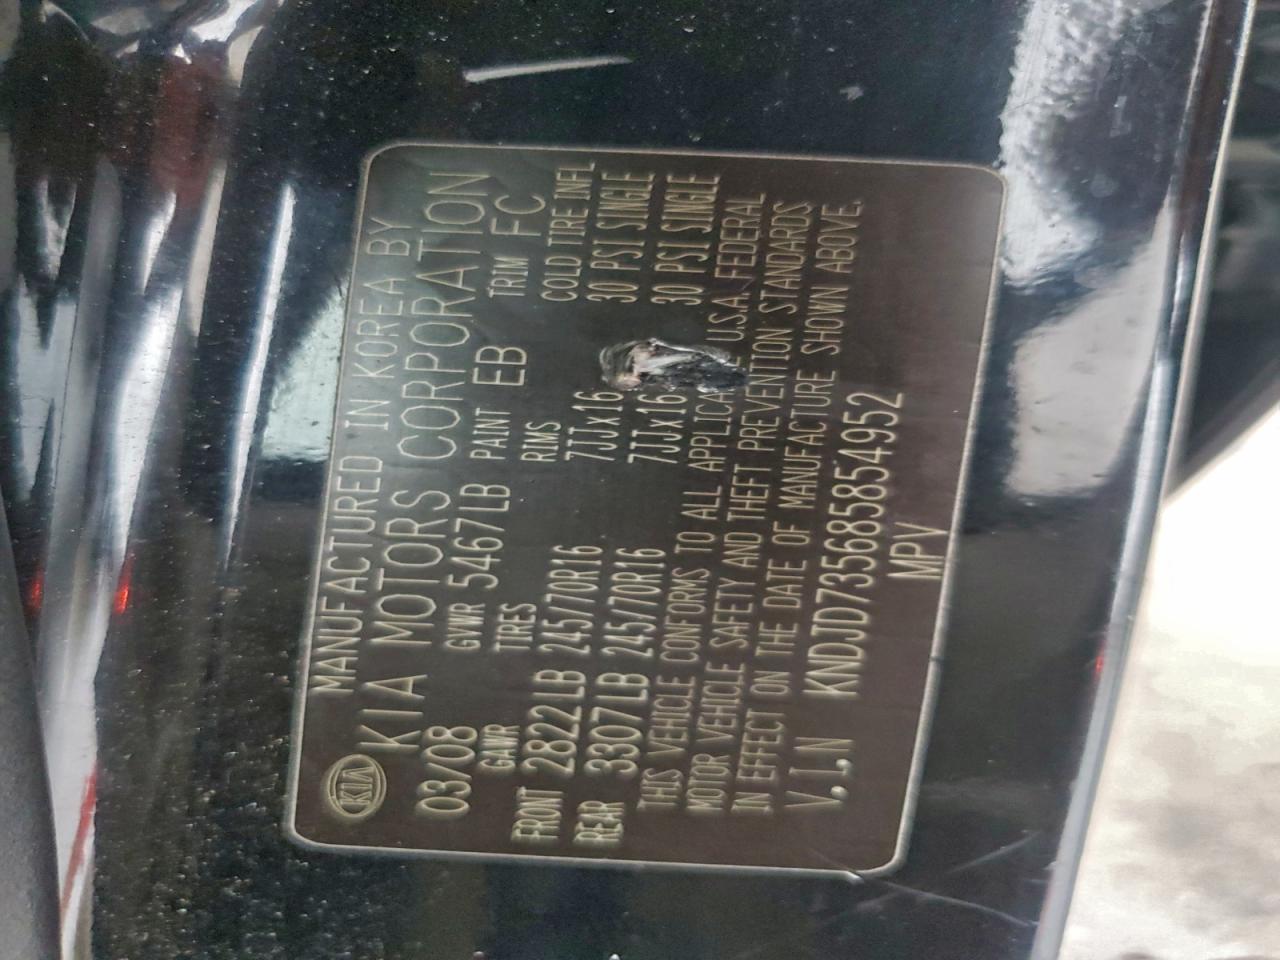 MANUFACTURED IN KOREA BY
KIA KIA MOTORS CORPORATION
03/08 GVWR 5467LB PAINT EB TRIM FC
GAWR TIRES RIMS COLD TIRE INFL.
FRONT 2822LB 245/70R16 7JJx16 30 PSI SINGLE
REAR 3307LB 245/70R16 7JJx16 30 PSI SINGLE
THIS VEHICLE CONFORMS TO ALL U.S.A. FEDERAL
MOTOR VEHICLE SAFETY AND THEFT PREVENTION STANDARDS
IN EFFECT ON THE DATE OF MANUFACTURE SHOWN ABOVE.
V.I.N KNDJD735685854952
MPV